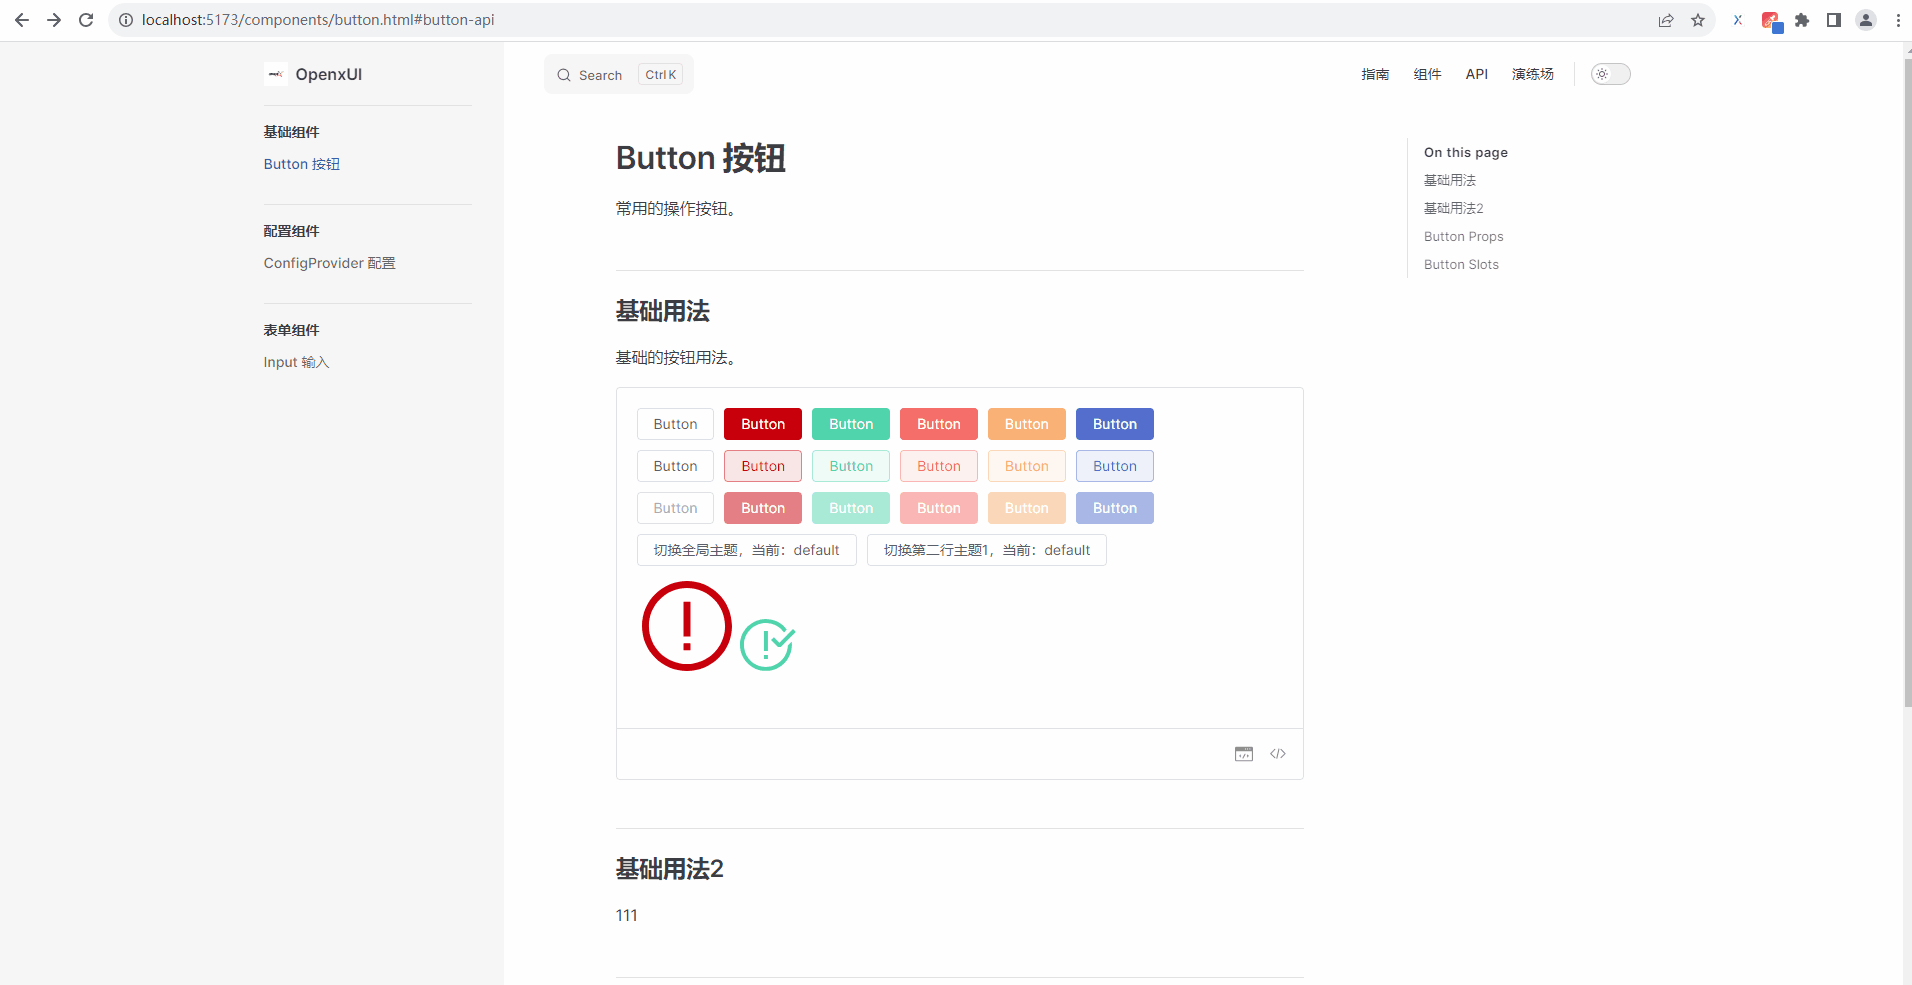 localhost:5173/components/button.html#button-api
OpenxUI
Search Ctrl K
指南 组件 API 演练场
基础组件
Button 按钮
配置组件
ConfigProvider 配置
表单组件
Input 输入
Button 按钮
常用的操作按钮。
基础用法
基础的按钮用法。
Button Button Button Button Button Button
Button Button Button Button Button Button
Button Button Button Button Button Button
切换全局主题，当前：default 切换第二行主题1，当前：default
基础用法2
111
On this page
基础用法
基础用法2
Button Props
Button Slots